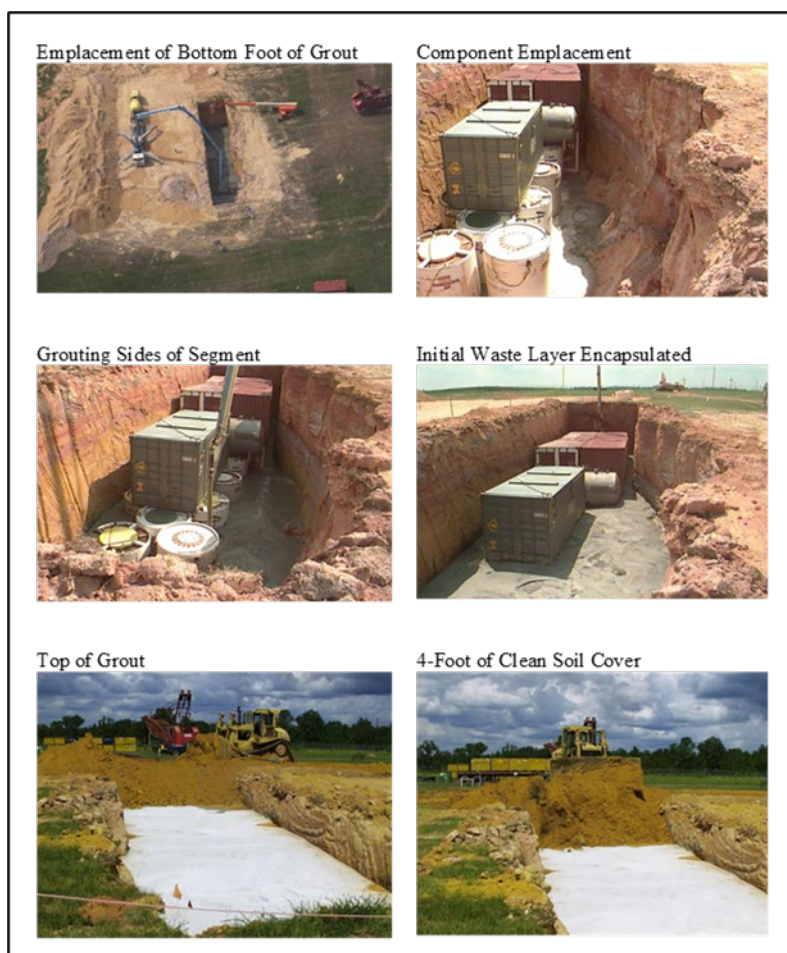 Emplacement of Bottom Foot of Grout
Component Emplacement
Grouting Sides of Segment
Initial Waste Layer Encapsulated
Top of Grout
4-Foot of Clean Soil Cover